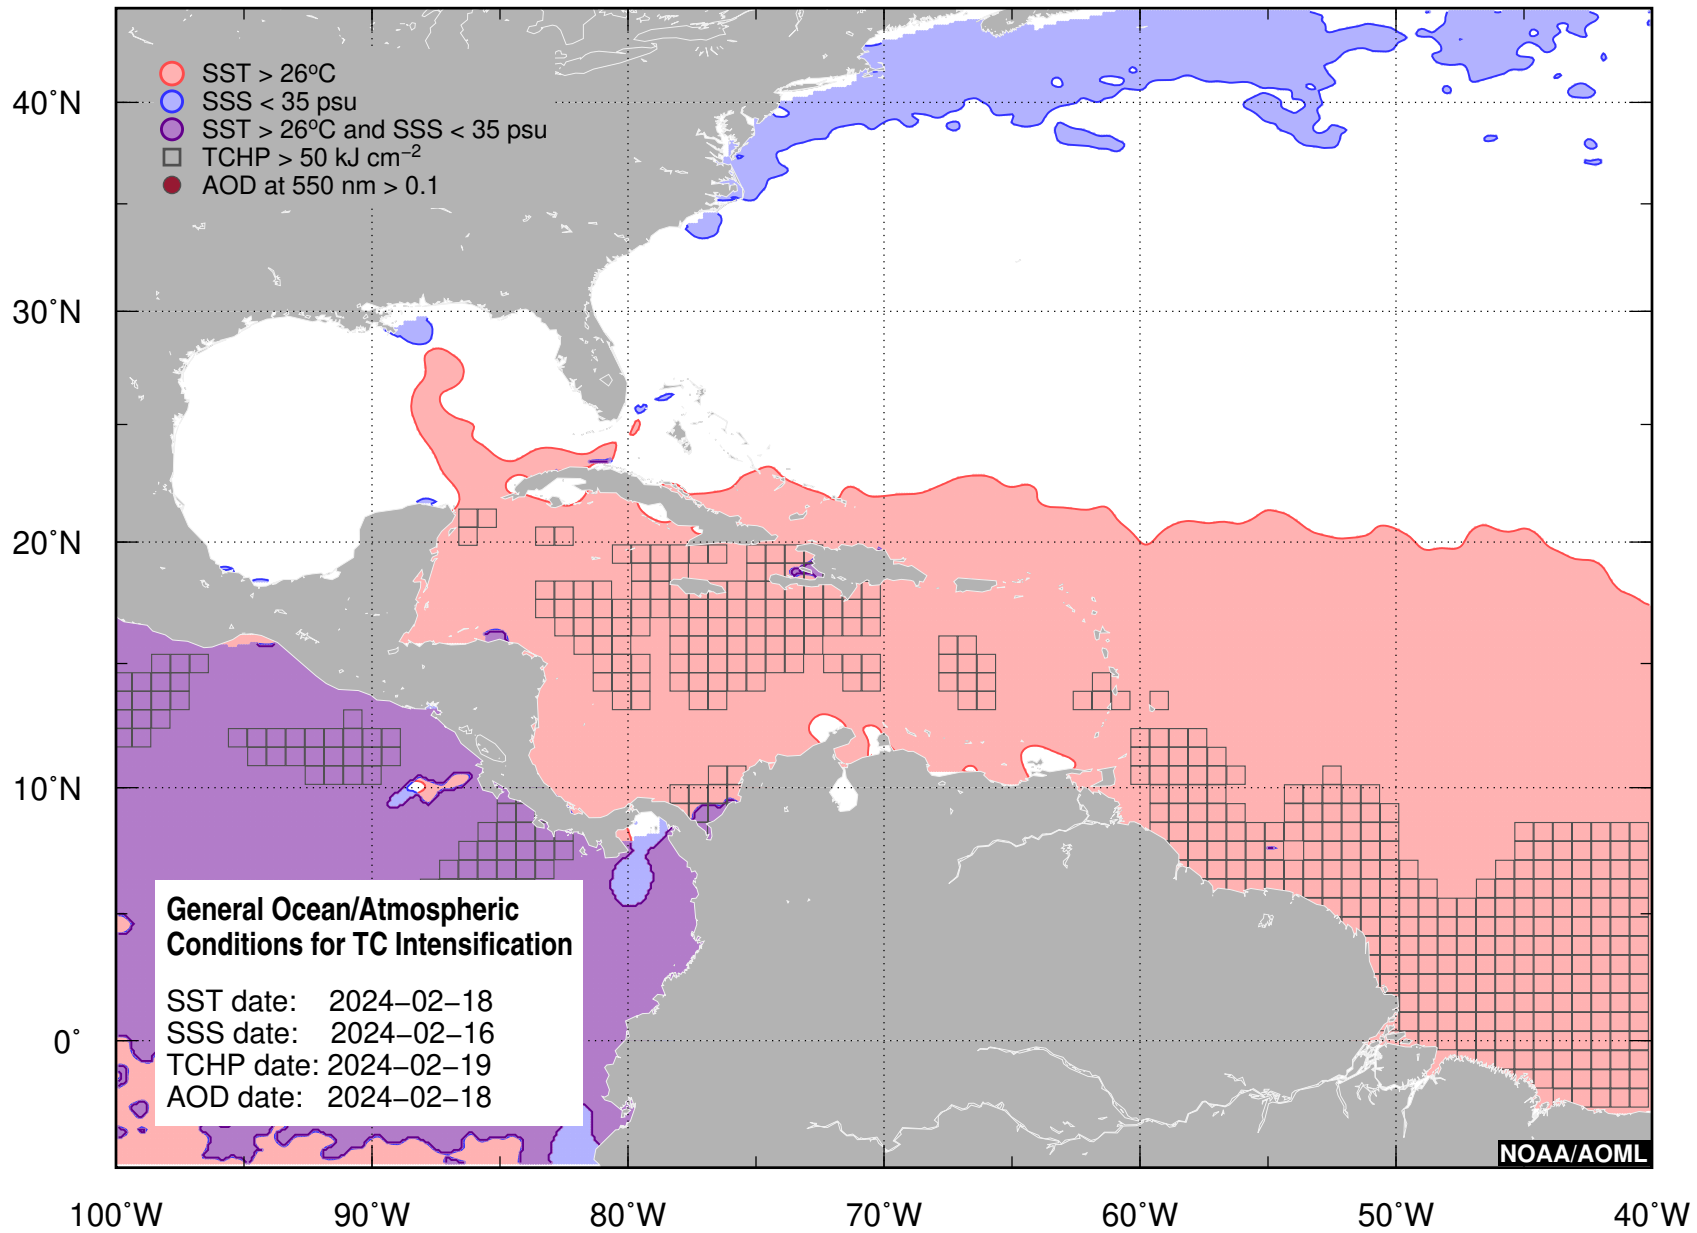 SST > 26°C
SSS < 35 psu
SST > 26°C and SSS < 35 psu
TCHP > 50 kJ cm⁻²
AOD at 550 nm > 0.1
40°N
30°N
20°N
10°N
0°
General Ocean/Atmospheric
Conditions for TC Intensification
SST date: 2024−02−18
SSS date: 2024−02−16
TCHP date: 2024−02−19
AOD date: 2024−02−18
NOAA/AOML
100°W 90°W 80°W 70°W 60°W 50°W 40°W